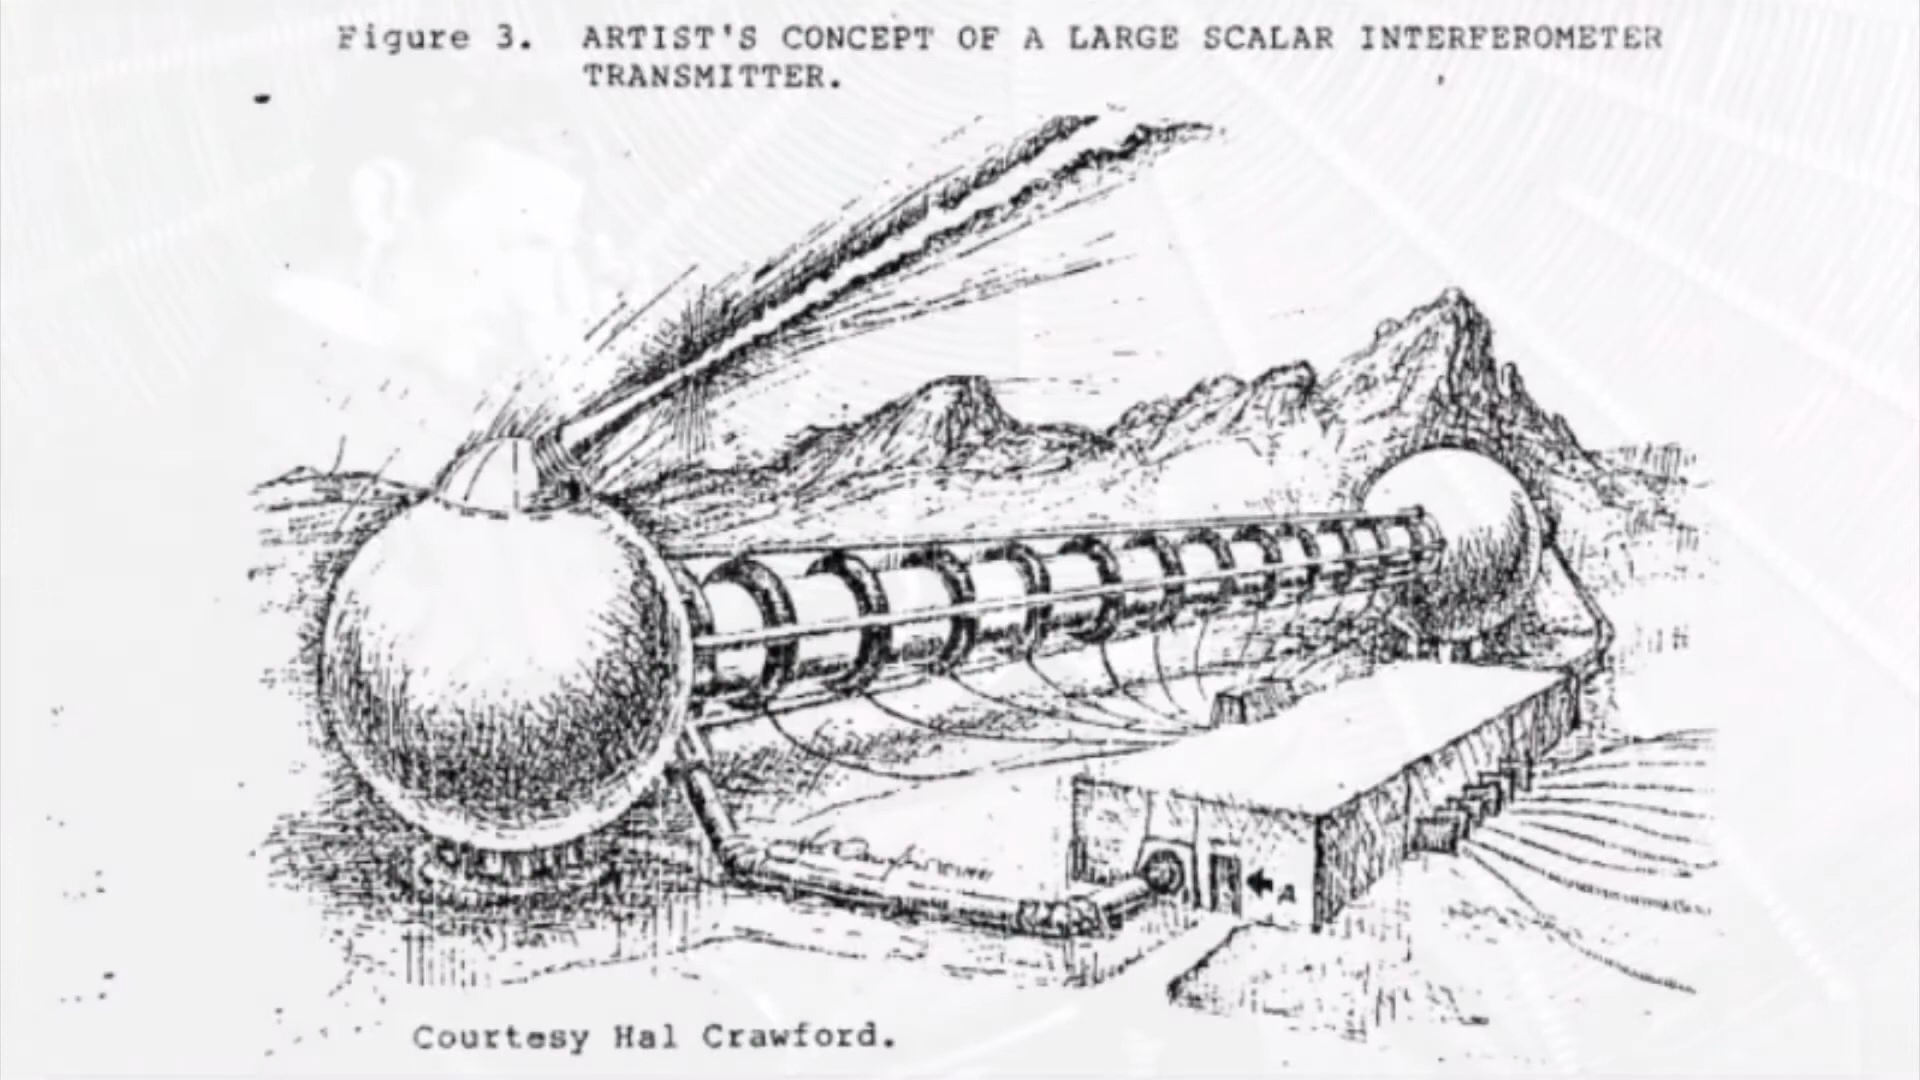 Figure 3. ARTIST'S CONCEPT OF A LARGE SCALAR INTERFEROMETER
TRANSMITTER.
A
Courtesy Hal Crawford.